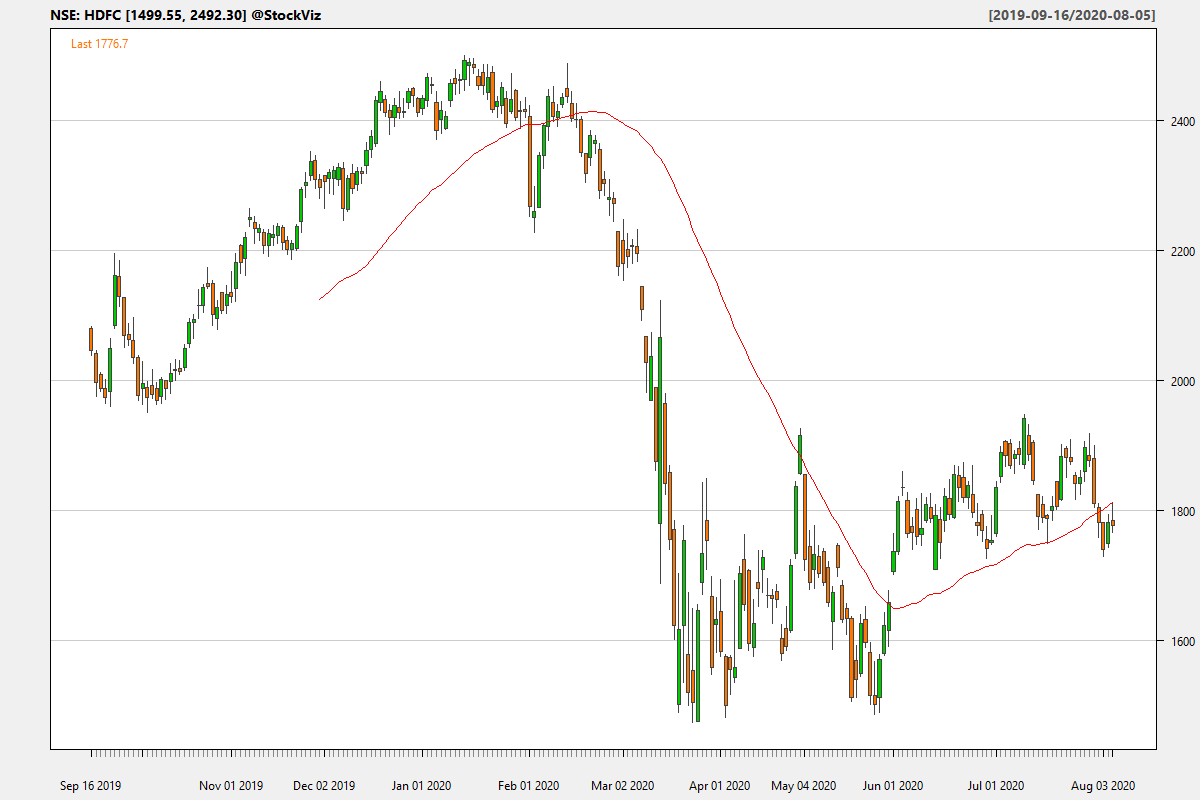 NSE: HDFC [1499.55, 2492.30] @StockViz
[2019-09-16/2020-08-05]
Last 1776.7
2400
2200
2000
1800
1600
Sep 16 2019 Nov 01 2019 Dec 02 2019 Jan 01 2020 Feb 01 2020 Mar 02 2020 Apr 01 2020 May 04 2020 Jun 01 2020 Jul 01 2020 Aug 03 2020